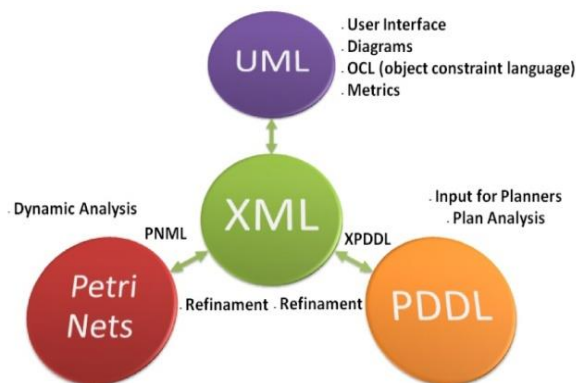 . User Interface
. Diagrams
. OCL (object constraint language)
. Metrics
UML
. Dynamic Analysis
PNML
XML
XPDDL
. Input for Planners
. Plan Analysis
Petri
Nets
. Refinament
. Refinament
PDDL